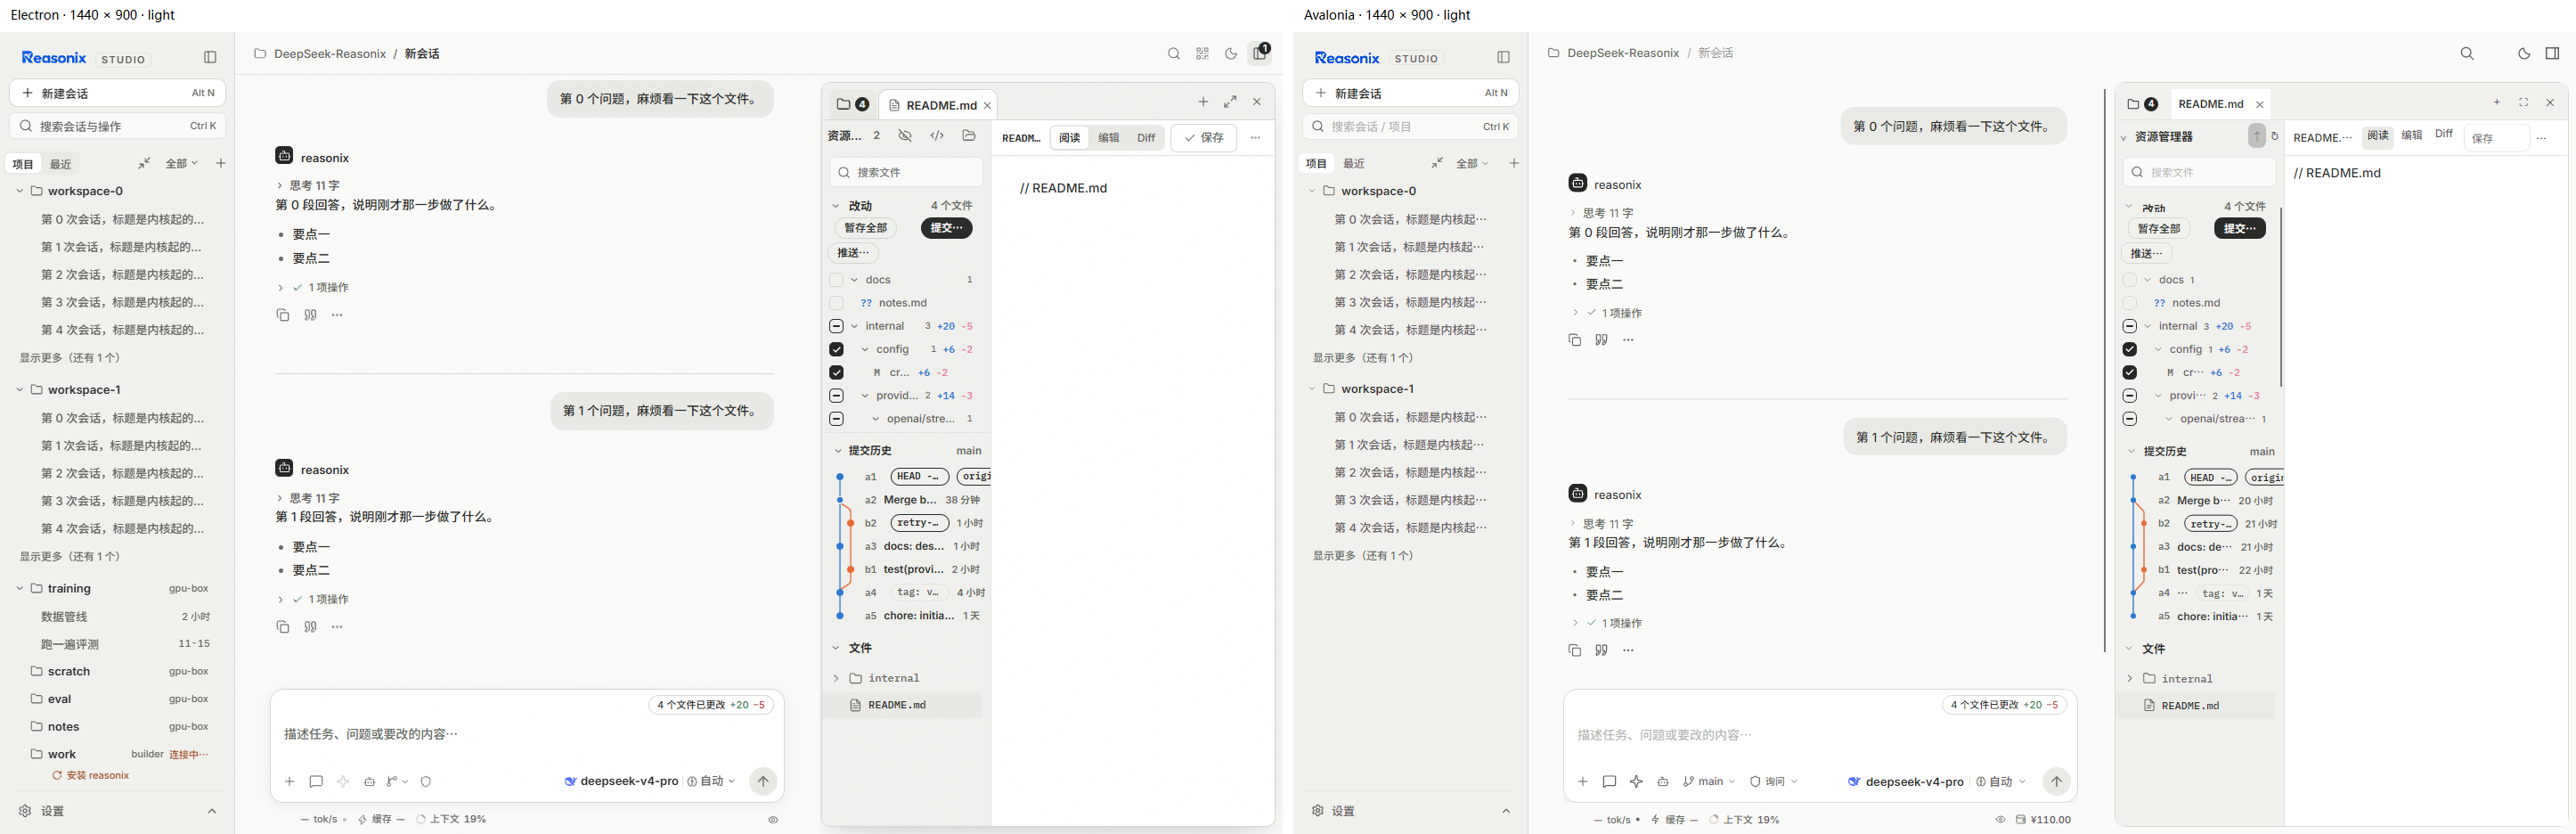 Electron · 1440 × 900 · light
Reasonix STUDIO
新建会话 Alt N
搜索会话与操作 Ctrl K
项目 最近 全部
workspace-0
第 0 次会话，标题是内核起的...
第 1 次会话，标题是内核起的...
第 2 次会话，标题是内核起的...
第 3 次会话，标题是内核起的...
第 4 次会话，标题是内核起的...
显示更多（还有 1 个）
workspace-1
第 0 次会话，标题是内核起的...
第 1 次会话，标题是内核起的...
第 2 次会话，标题是内核起的...
第 3 次会话，标题是内核起的...
第 4 次会话，标题是内核起的...
显示更多（还有 1 个）
training gpu-box
数据管线 2 小时
跑一遍评测 11-15
scratch gpu-box
eval gpu-box
notes gpu-box
work builder 连接中···
安装 reasonix
设置
DeepSeek-Reasonix / 新会话
1
第 0 个问题，麻烦看一下这个文件。
reasonix
思考 11 字
第 0 段回答，说明刚才那一步做了什么。
• 要点一
• 要点二
1 项操作
第 1 个问题，麻烦看一下这个文件。
reasonix
思考 11 字
第 1 段回答，说明刚才那一步做了什么。
• 要点一
• 要点二
1 项操作
4 个文件已更改 +20 −5
描述任务、问题或要改的内容···
deepseek-v4-pro 自动
— tok/s 缓存 — 上下文 19%
4 README.md ×
资源... 2
搜索文件
改动 4 个文件
暂存全部 提交···
推送···
docs 1
?? notes.md
internal 3 +20 -5
config 1 +6 -2
M cr... +6 -2
provid... 2 +14 -3
openai/stre... 1
提交历史 main
a1 HEAD -… origi
a2 Merge b... 38 分钟
b2 retry-… 1 小时
a3 docs: des... 1 小时
b1 test(provi... 2 小时
a4 tag: v… 4 小时
a5 chore: initia... 1 天
文件
internal
README.md
READM... 阅读 编辑 Diff 保存 ···
// README.md
Avalonia · 1440 × 900 · light
Reasonix STUDIO
新建会话 Alt N
搜索会话 / 项目 Ctrl K
项目 最近 全部
workspace-0
第 0 次会话，标题是内核起···
第 1 次会话，标题是内核起···
第 2 次会话，标题是内核起···
第 3 次会话，标题是内核起···
第 4 次会话，标题是内核起···
显示更多（还有 1 个）
workspace-1
第 0 次会话，标题是内核起···
第 1 次会话，标题是内核起···
第 2 次会话，标题是内核起···
第 3 次会话，标题是内核起···
第 4 次会话，标题是内核起···
显示更多（还有 1 个）
设置
DeepSeek-Reasonix / 新会话
第 0 个问题，麻烦看一下这个文件。
reasonix
思考 11 字
第 0 段回答，说明刚才那一步做了什么。
• 要点一
• 要点二
1 项操作
第 1 个问题，麻烦看一下这个文件。
reasonix
思考 11 字
第 1 段回答，说明刚才那一步做了什么。
• 要点一
• 要点二
1 项操作
4 个文件已更改 +20 −5
描述任务、问题或要改的内容···
main 询问 deepseek-v4-pro 自动
— tok/s 缓存 — 上下文 19% ¥110.00
4 README.md ×
资源管理器
搜索文件
改动 4 个文件
暂存全部 提交···
推送···
docs 1
?? notes.md
internal 3 +20 -5
config 1 +6 -2
M cr··· +6 -2
provi··· 2 +14 -3
openai/strea··· 1
提交历史 main
a1 HEAD -… origin
a2 Merge b··· 20 小时
b2 retry-… 21 小时
a3 docs: de··· 21 小时
b1 test(pro··· 22 小时
a4 ··· tag: v… 1 天
a5 chore: initia··· 1 天
文件
internal
README.md
README.··· 阅读 编辑 Diff 保存 ···
// README.md